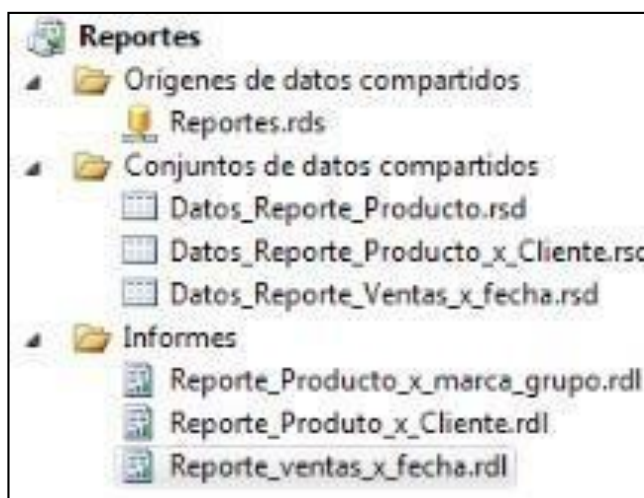 Reportes
Orígenes de datos compartidos
Reportes.rds
Conjuntos de datos compartidos
Datos_Reporte_Producto.rsd
Datos_Reporte_Producto_x_Cliente.rsd
Datos_Reporte_Ventas_x_fecha.rsd
Informes
Reporte_Producto_x_marca_grupo.rdl
Reporte_Produto_x_Cliente.rdl
Reporte_ventas_x_fecha.rdl